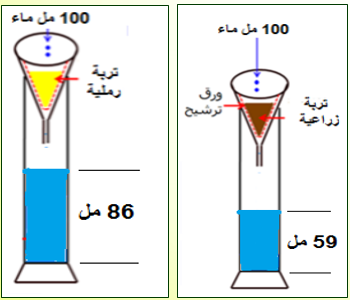 100 مل ماء
تربة
رملية
86 مل
100 مل ماء
ورق
ترشيح
تربة
زراعية
59 مل